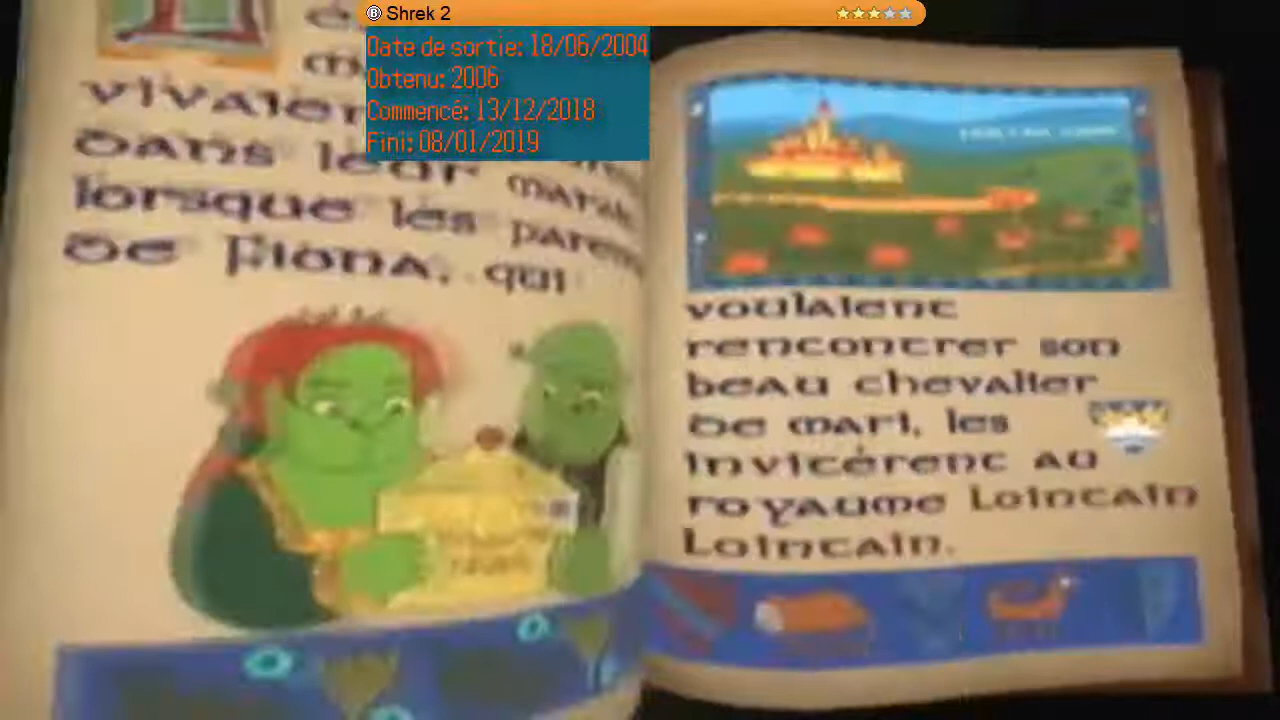 Ⓑ Shrek 2
Date de sortie: 18/06/2004
Obtenu: 2006
Commencé: 13/12/2018
Fini: 08/01/2019
vivaient
dans leur
lorsque les
de Fiona, qui
voulaient
rencontrer son
beau chevalier
de mari, les
invitèrent au
royaume Lointain
Lointain.